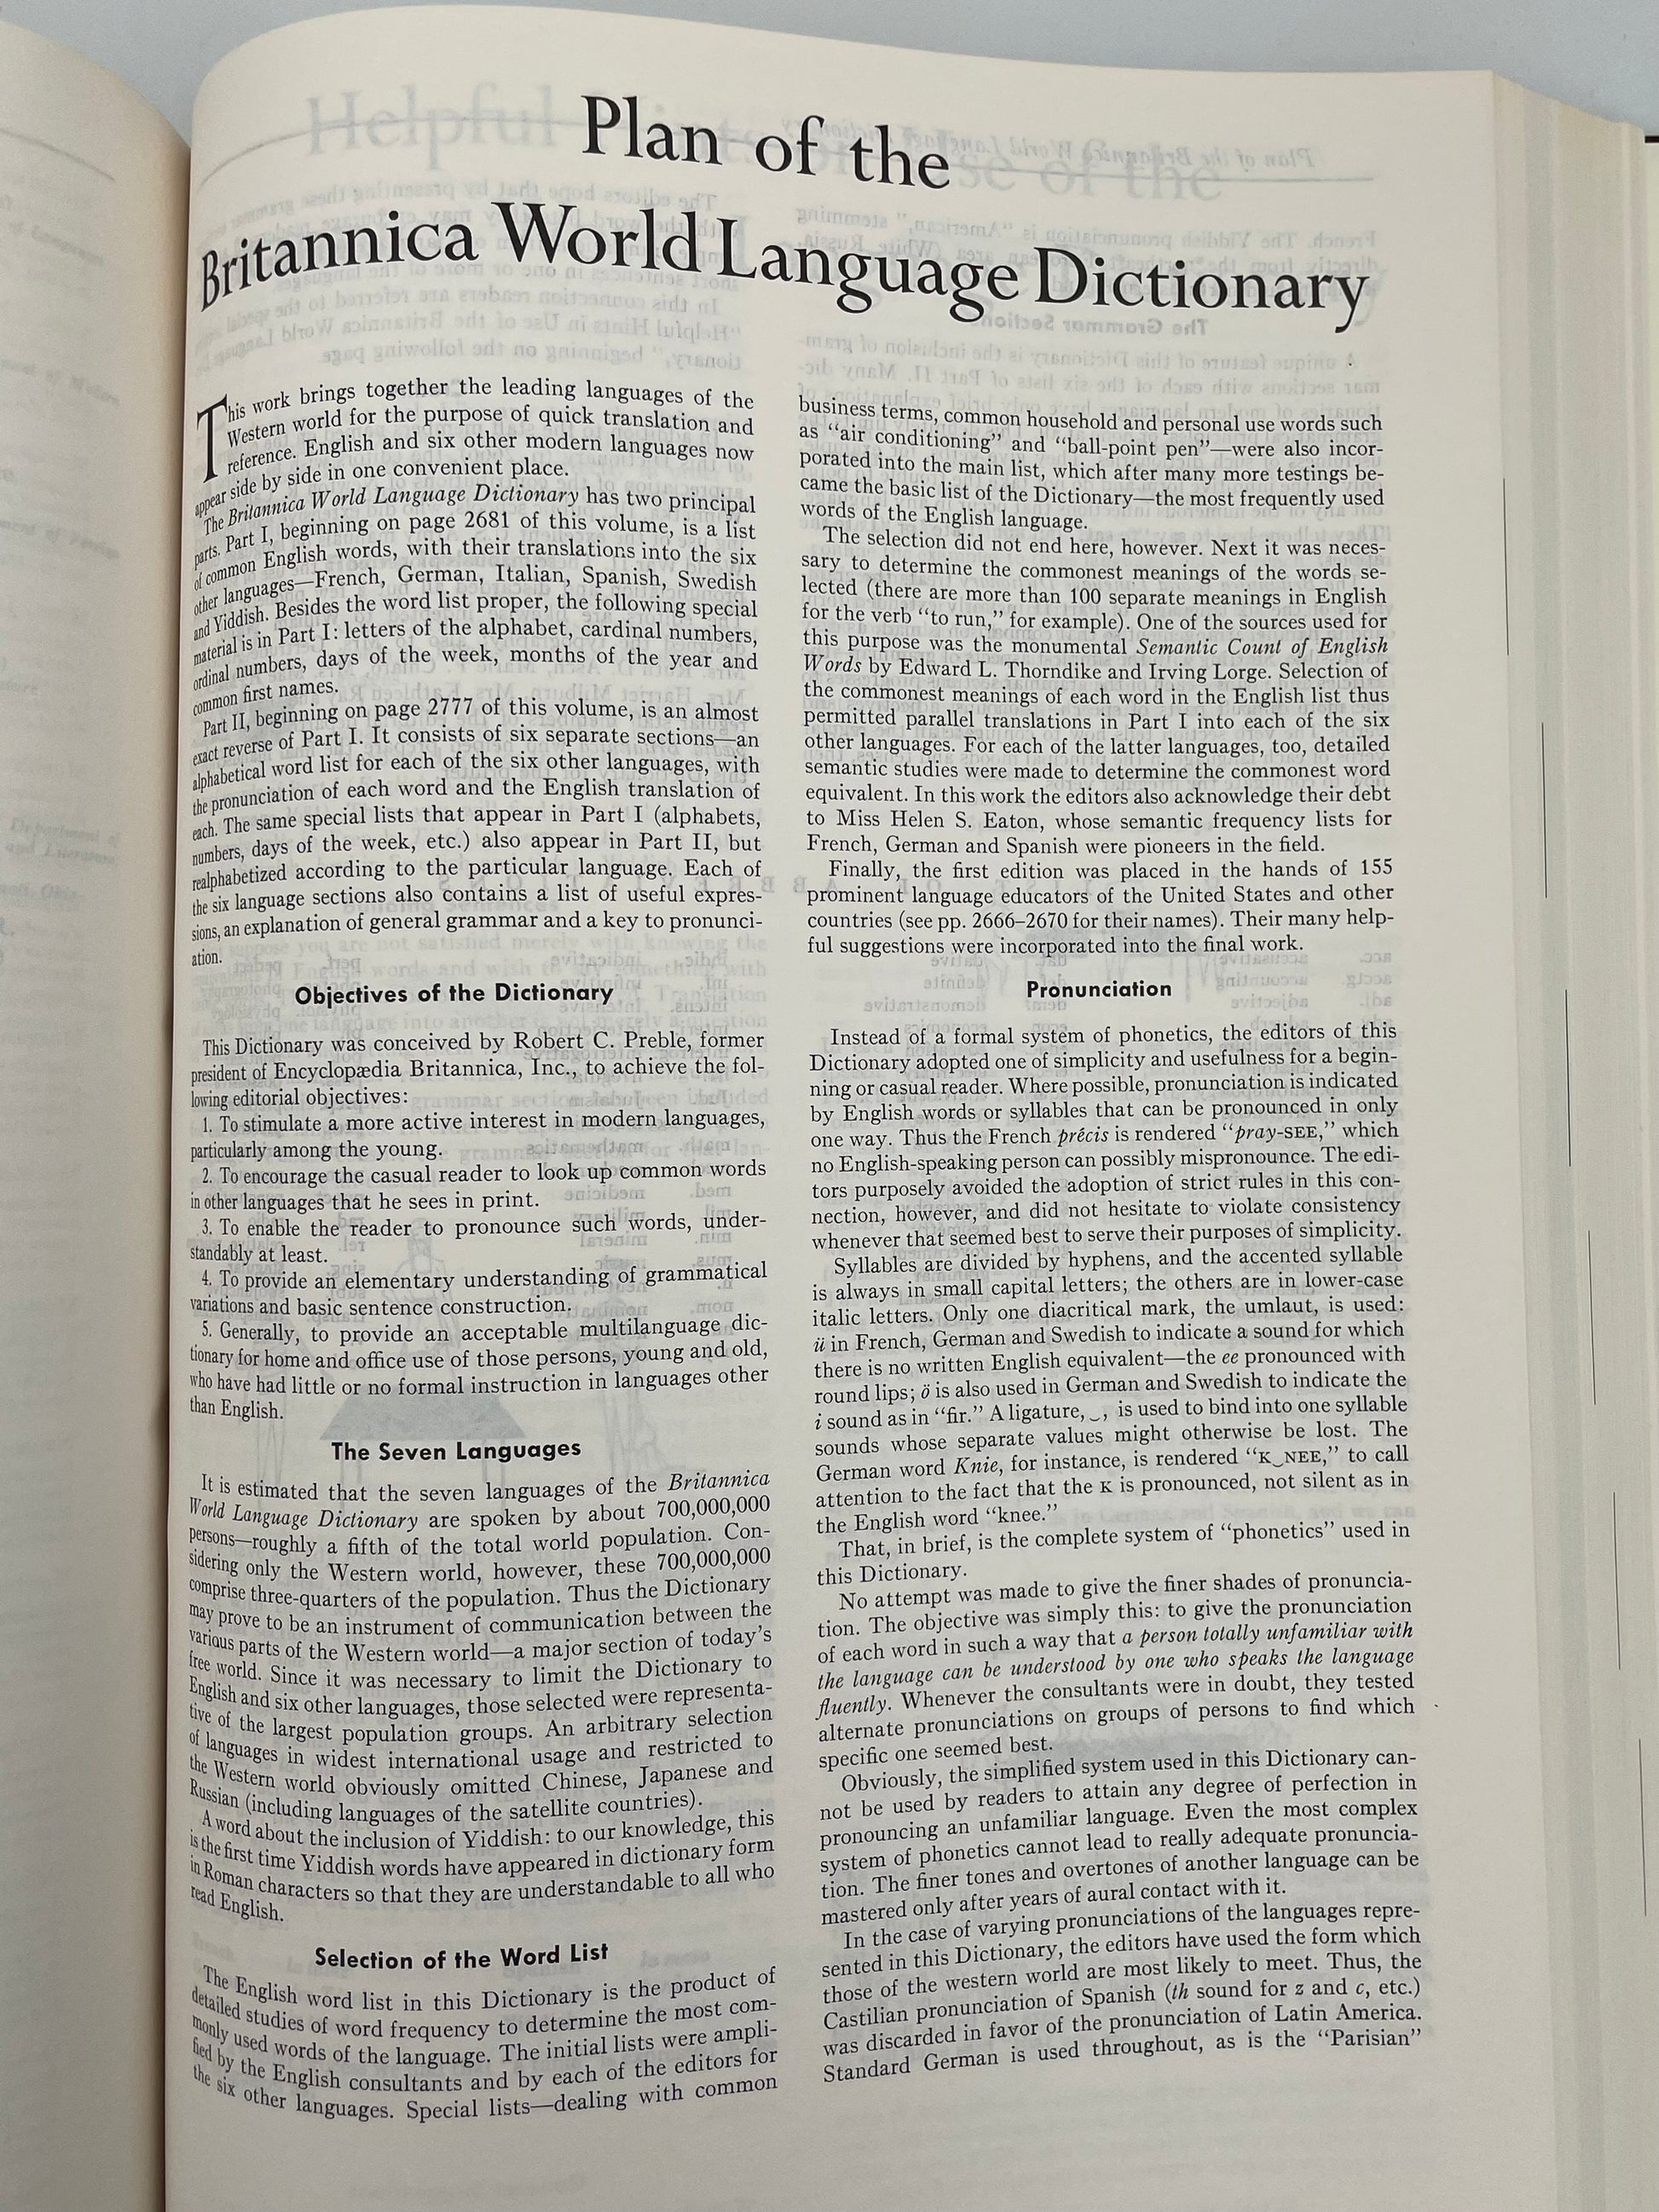 Plan of the
Britannica World Language Dictionary
This work brings together the leading languages of the
Western world for the purpose of quick translation and
reference. English and six other modern languages now
appear side by side in one convenient place.
The Britannica World Language Dictionary has two principal
parts. Part I, beginning on page 2681 of this volume, is a list
of common English words, with their translations into the six
other languages—French, German, Italian, Spanish, Swedish
and Yiddish. Besides the word list proper, the following special
material is in Part I: letters of the alphabet, cardinal numbers,
ordinal numbers, days of the week, months of the year and
common first names.
Part II, beginning on page 2777 of this volume, is an almost
exact reverse of Part I. It consists of six separate sections—an
alphabetical word list for each of the six other languages, with
the pronunciation of each word and the English translation of
each. The same special lists that appear in Part I (alphabets,
numbers, days of the week, etc.) also appear in Part II, but
realphabetized according to the particular language. Each of
the six language sections also contains a list of useful expres-
sions, an explanation of general grammar and a key to pronunci-
ation.
Objectives of the Dictionary
This Dictionary was conceived by Robert C. Preble, former
president of Encyclopædia Britannica, Inc., to achieve the fol-
lowing editorial objectives:
1. To stimulate a more active interest in modern languages,
particularly among the young.
2. To encourage the casual reader to look up common words
in other languages that he sees in print.
3. To enable the reader to pronounce such words, under-
standably at least.
4. To provide an elementary understanding of grammatical
variations and basic sentence construction.
5. Generally, to provide an acceptable multilanguage dic-
tionary for home and office use of those persons, young and old,
who have had little or no formal instruction in languages other
than English.
The Seven Languages
It is estimated that the seven languages of the Britannica
World Language Dictionary are spoken by about 700,000,000
persons—roughly a fifth of the total world population. Con-
sidering only the Western world, however, these 700,000,000
comprise three-quarters of the population. Thus the Dictionary
may prove to be an instrument of communication between the
various parts of the Western world—a major section of today's
free world. Since it was necessary to limit the Dictionary to
English and six other languages, those selected were representa-
tive of the largest population groups. An arbitrary selection
of languages in widest international usage and restricted to
the Western world obviously omitted Chinese, Japanese and
Russian (including languages of the satellite countries).
A word about the inclusion of Yiddish: to our knowledge, this
is the first time Yiddish words have appeared in dictionary form
in Roman characters so that they are understandable to all who
read English.
Selection of the Word List
The English word list in this Dictionary is the product of
detailed studies of word frequency to determine the most com-
monly used words of the language. The initial lists were ampli-
fied by the English consultants and by each of the editors for
the six other languages. Special lists—dealing with common
business terms, common household and personal use words such
as "air conditioning" and "ball-point pen"—were also incor-
porated into the main list, which after many more testings be-
came the basic list of the Dictionary—the most frequently used
words of the English language.
The selection did not end here, however. Next it was neces-
sary to determine the commonest meanings of the words se-
lected (there are more than 100 separate meanings in English
for the verb "to run," for example). One of the sources used for
this purpose was the monumental Semantic Count of English
Words by Edward L. Thorndike and Irving Lorge. Selection of
the commonest meanings of each word in the English list thus
permitted parallel translations in Part I into each of the six
other languages. For each of the latter languages, too, detailed
semantic studies were made to determine the commonest word
equivalent. In this work the editors also acknowledge their debt
to Miss Helen S. Eaton, whose semantic frequency lists for
French, German and Spanish were pioneers in the field.
Finally, the first edition was placed in the hands of 155
prominent language educators of the United States and other
countries (see pp. 2666–2670 for their names). Their many help-
ful suggestions were incorporated into the final work.
Pronunciation
Instead of a formal system of phonetics, the editors of this
Dictionary adopted one of simplicity and usefulness for a begin-
ning or casual reader. Where possible, pronunciation is indicated
by English words or syllables that can be pronounced in only
one way. Thus the French précis is rendered "pray-SEE," which
no English-speaking person can possibly mispronounce. The edi-
tors purposely avoided the adoption of strict rules in this con-
nection, however, and did not hesitate to violate consistency
whenever that seemed best to serve their purposes of simplicity.
Syllables are divided by hyphens, and the accented syllable
is always in small capital letters; the others are in lower-case
italic letters. Only one diacritical mark, the umlaut, is used:
ü in French, German and Swedish to indicate a sound for which
there is no written English equivalent—the ee pronounced with
round lips; ö is also used in German and Swedish to indicate the
i sound as in "fir." A ligature, ‿, is used to bind into one syllable
sounds whose separate values might otherwise be lost. The
German word Knie, for instance, is rendered "K‿NEE," to call
attention to the fact that the K is pronounced, not silent as in
the English word "knee."
That, in brief, is the complete system of "phonetics" used in
this Dictionary.
No attempt was made to give the finer shades of pronuncia-
tion. The objective was simply this: to give the pronunciation
of each word in such a way that a person totally unfamiliar with
the language can be understood by one who speaks the language
fluently. Whenever the consultants were in doubt, they tested
alternate pronunciations on groups of persons to find which
specific one seemed best.
Obviously, the simplified system used in this Dictionary can-
not be used by readers to attain any degree of perfection in
pronouncing an unfamiliar language. Even the most complex
system of phonetics cannot lead to really adequate pronuncia-
tion. The finer tones and overtones of another language can be
mastered only after years of aural contact with it.
In the case of varying pronunciations of the languages repre-
sented in this Dictionary, the editors have used the form which
those of the western world are most likely to meet. Thus, the
Castilian pronunciation of Spanish (th sound for z and c, etc.)
was discarded in favor of the pronunciation of Latin America.
Standard German is used throughout, as is the "Parisian"